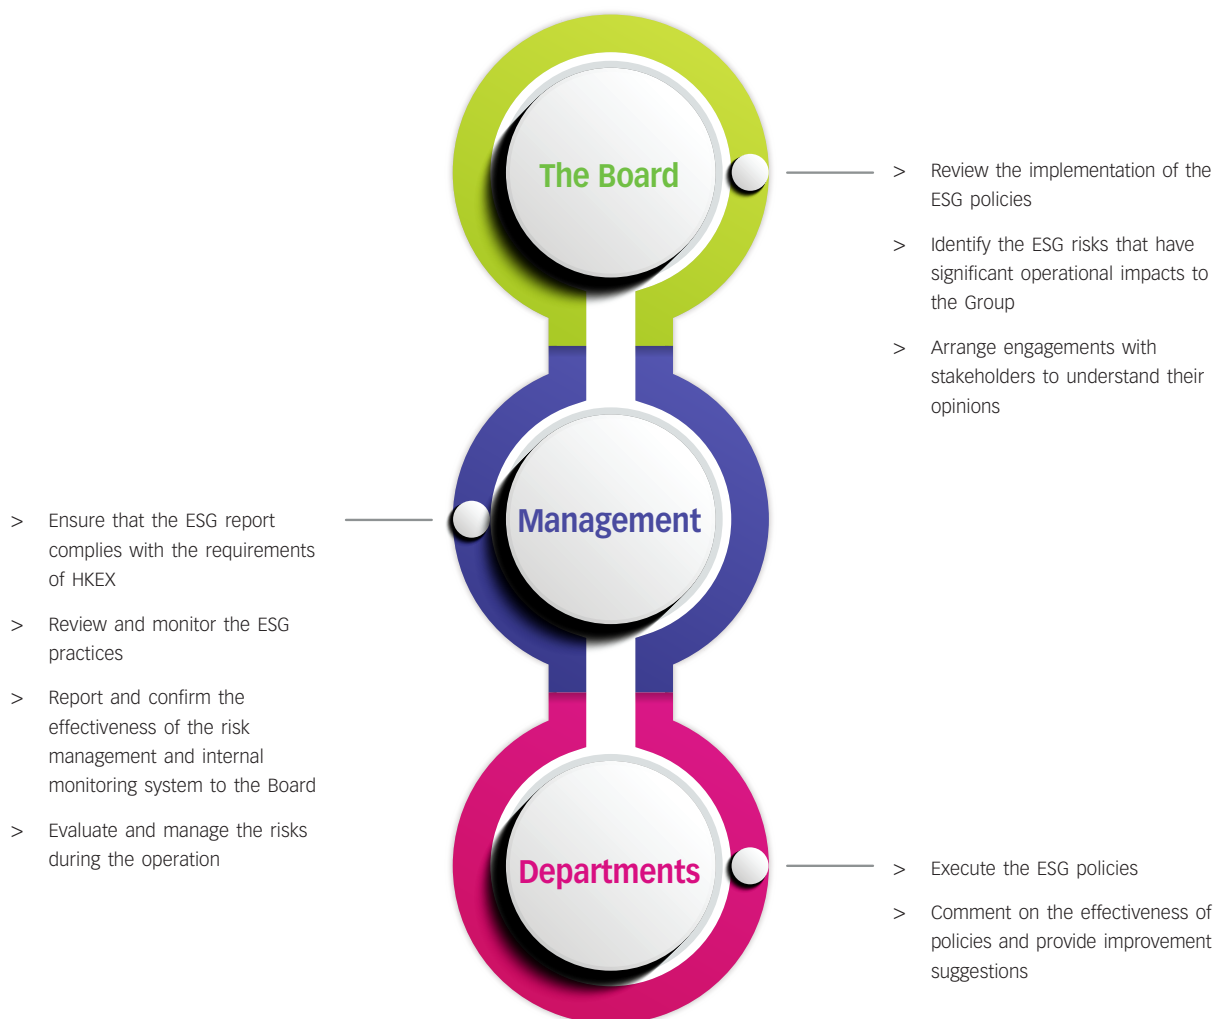 The Board
> Review the implementation of the
ESG policies
> Identify the ESG risks that have
significant operational impacts to
the Group
> Arrange engagements with
stakeholders to understand their
opinions
Management
> Ensure that the ESG report
complies with the requirements
of HKEX
> Review and monitor the ESG
practices
> Report and confirm the
effectiveness of the risk
management and internal
monitoring system to the Board
> Evaluate and manage the risks
during the operation
Departments
> Execute the ESG policies
> Comment on the effectiveness of
policies and provide improvement
suggestions